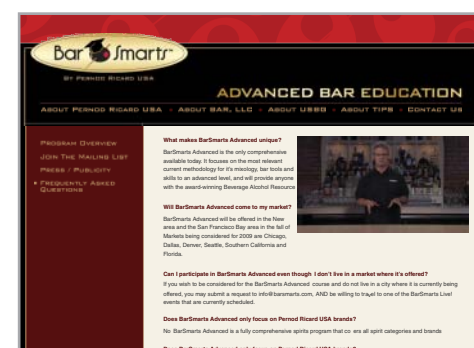 Bar Smarts
BY PERNOD RICARD USA
ADVANCED BAR EDUCATION
ABOUT PERNOD RICARD USA ABOUT BAR, LLC ABOUT USBG ABOUT TIPS CONTACT US
PROGRAM OVERVIEW
JOIN THE MAILING LIST
PRESS / PUBLICITY
FREQUENTLY ASKED
QUESTIONS
What makes BarSmarts Advanced unique?
BarSmarts Advanced is the only comprehensive
available today. It focuses on the most relevant
current methodology for it's mixology, bar tools and
skills to an advanced level, and will provide anyone
with the award-winning Beverage Alcohol Resource
Will BarSmarts Advanced come to my market?
BarSmarts Advanced will be offered in the New
area and the San Francisco Bay area in the fall of
Markets being considered for 2009 are Chicago,
Dallas, Denver, Seattle, Southern California and
Florida.
Can I participate in BarSmarts Advanced even though I don't live in a market where it's offered?
If you wish to be considered for the BarSmarts Advanced course and do not live in a city where it is currently being
offered, you may submit a request to info@barsmarts.com, AND be willing to travel to one of the BarSmarts Live!
events that are currently scheduled.
Does BarSmarts Advanced only focus on Pernod Ricard USA brands?
No BarSmarts Advanced is a fully comprehensive spirits program that co ers all spirit categories and brands